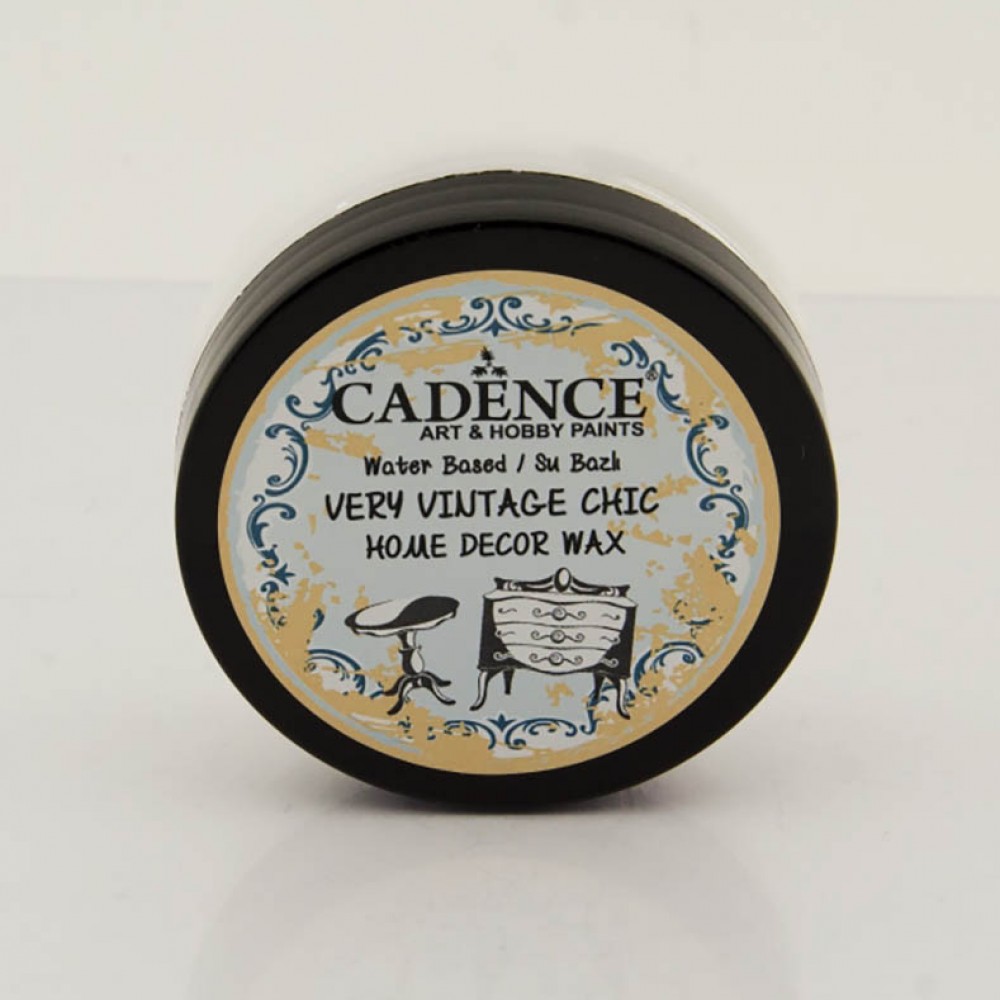 CADENCE®
ART & HOBBY PAINTS
Water Based / Su Bazlı
VERY VINTAGE CHIC
HOME DECOR WAX